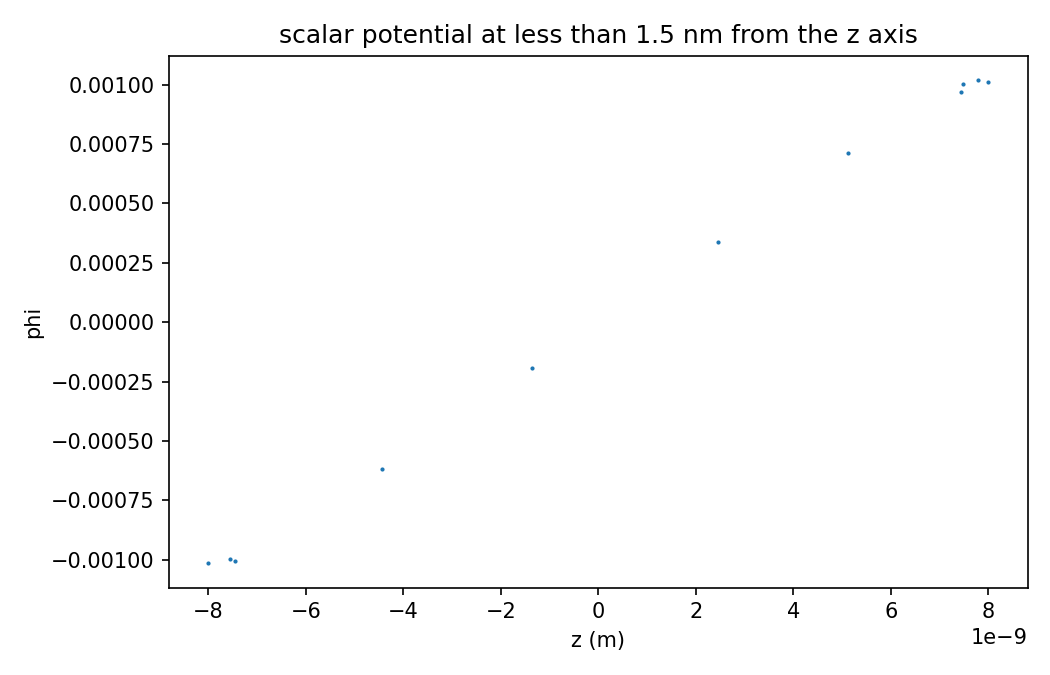 scalar potential at less than 1.5 nm from the z axis
0.00100
0.00075
0.00050
0.00025
0.00000
−0.00025
−0.00050
−0.00075
−0.00100
phi
−8 −6 −4 −2 0 2 4 6 8
1e−9
z (m)